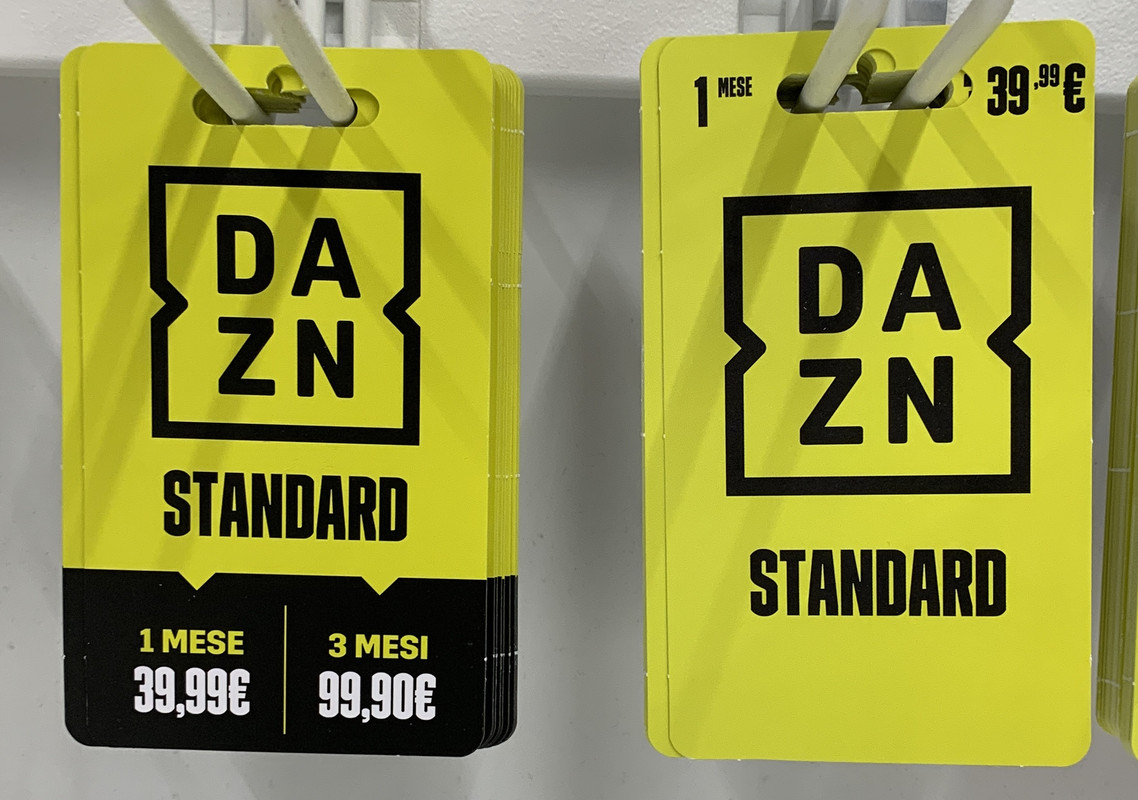 DA
ZN
STANDARD
1 MESE
39,99€
3 MESI
99,90€
1 MESE
39,99€
DA
ZN
STANDARD